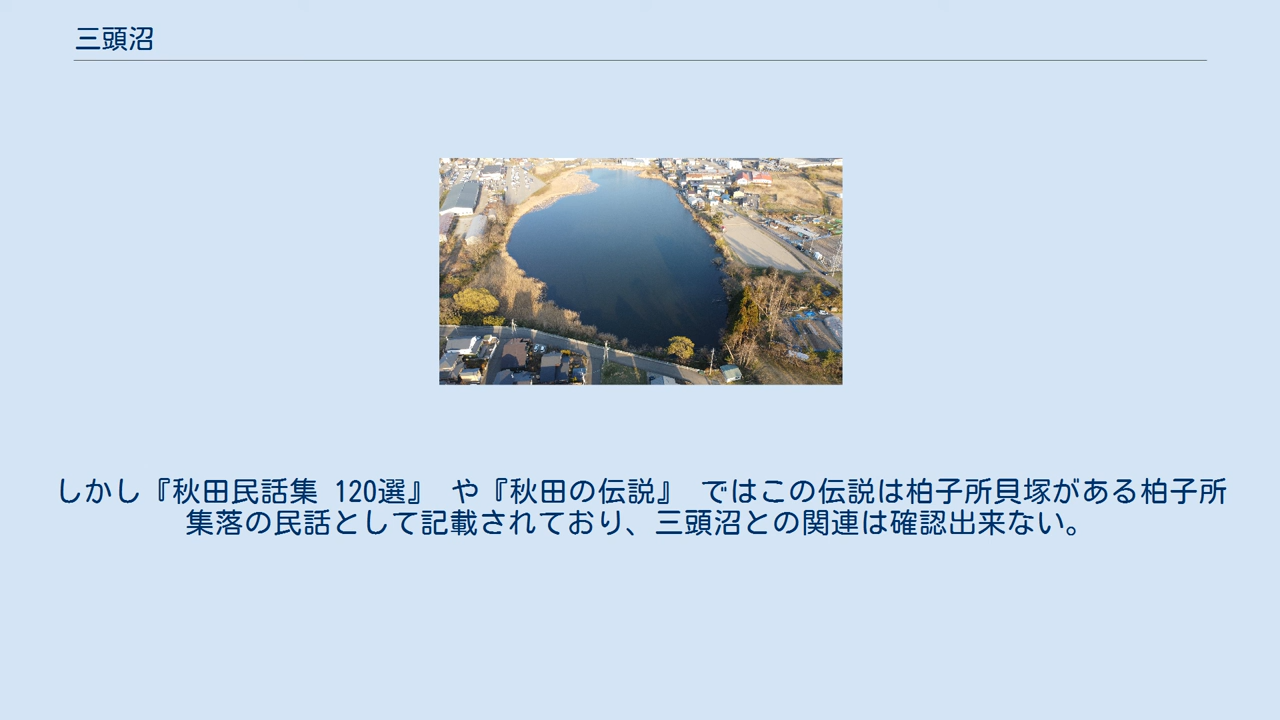 三頭沼
しかし『秋田民話集 120選』 や『秋田の伝説』 ではこの伝説は柏子所貝塚がある柏子所
集落の民話として記載されており、三頭沼との関連は確認出来ない。